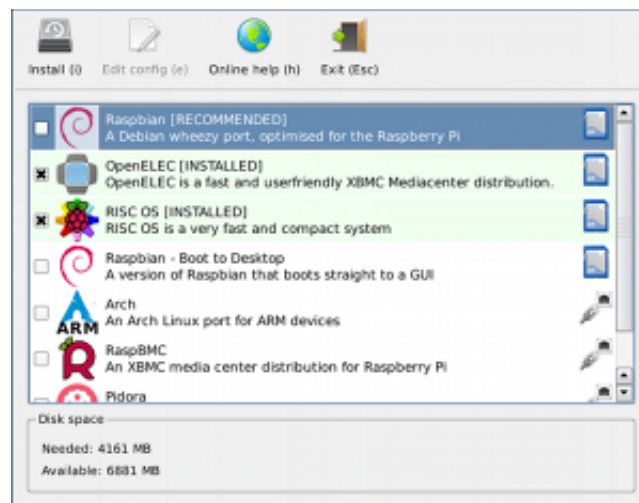 Install (i) Edit config (e) Online help (h) Exit (Esc)
Raspbian [RECOMMENDED]
A Debian wheezy port, optimised for the Raspberry Pi
OpenELEC [INSTALLED]
OpenELEC is a fast and userfriendly XBMC Mediacenter distribution.
RISC OS [INSTALLED]
RISC OS is a very fast and compact system
Raspbian - Boot to Desktop
A version of Raspbian that boots straight to a GUI
ARM
Arch
An Arch Linux port for ARM devices
RaspBMC
An XBMC media center distribution for Raspberry Pi
Pidora
Disk space
Needed: 4161 MB
Available: 6881 MB